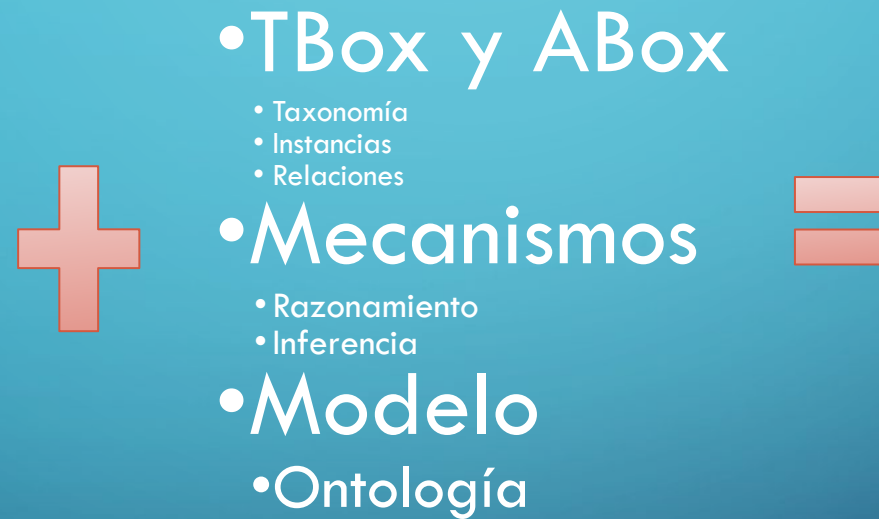 •TBox y ABox
• Taxonomía
• Instancias
• Relaciones
•Mecanismos
• Razonamiento
• Inferencia
•Modelo
•Ontología